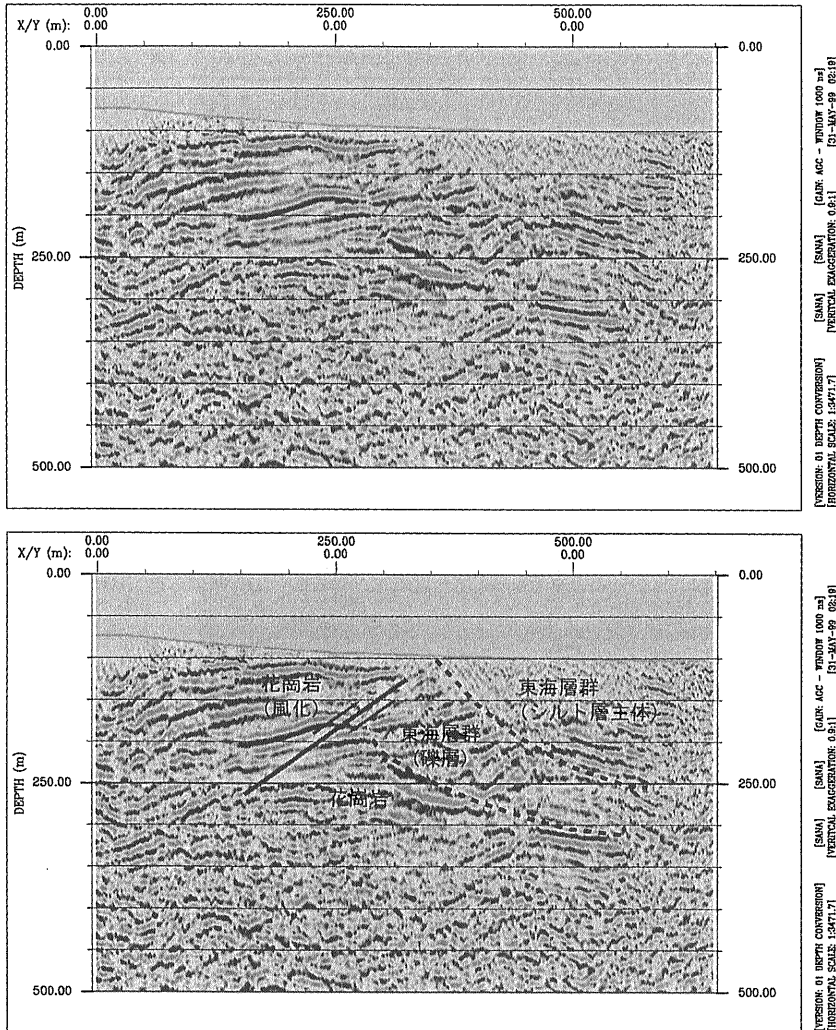 X/Y (m): 0.00 250.00 500.00
0.00 0.00 0.00
0.00 0.00
DEPTH (m)
250.00 250.00
500.00 500.00
[VERSION: 01 DEPTH CONVERSION] [SANA] [SANA] [GAIN: AGC - WINDOW 1000 ms] [31-MAY-99 02:19]
[HORIZONTAL SCALE: 1:3471.7] [VERTICAL EXAGGERATION: 0.9:1]
X/Y (m): 0.00 250.00 500.00
0.00 0.00 0.00
0.00 0.00
花崗岩
(風化)
東海層群
(シルト層主体)
東海層群
(礫層)
DEPTH (m)
250.00 250.00
花崗岩
500.00 500.00
[VERSION: 01 DEPTH CONVERSION] [SANA] [SANA] [GAIN: AGC - WINDOW 1000 ms] [31-MAY-99 02:19]
[HORIZONTAL SCALE: 1:3471.7] [VERTICAL EXAGGERATION: 0.9:1]